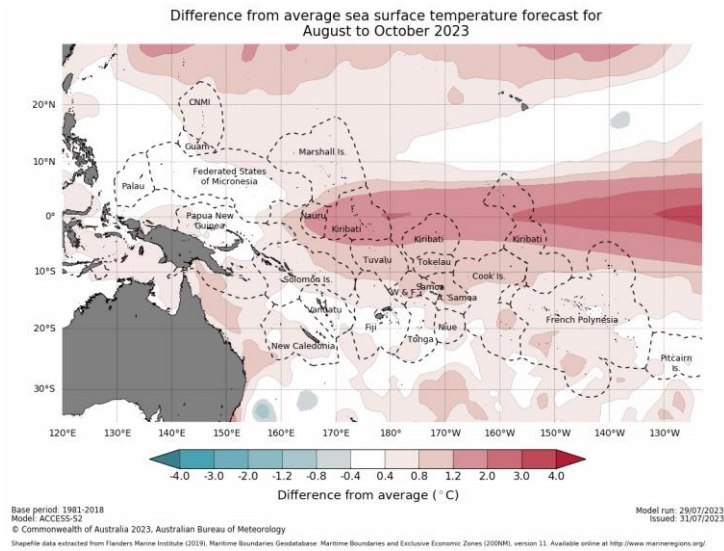 Difference from average sea surface temperature forecast for
August to October 2023
20°N
10°N
0°
10°S
20°S
30°S
CNMI
Guam
Marshall Is.
Federated States
of Micronesia
Palau
Papua New
Guinea
Nauru
Kiribati
Kiribati
Kiribati
Tuvalu
Tokelau
Solomon Is.
Cook Is.
Samoa
W & F
A. Samoa
Vanuatu
Fiji
Niue
French Polynesia
Tonga
New Caledonia
Pitcairn
Is.
120°E 130°E 140°E 150°E 160°E 170°E 180° 170°W 160°W 150°W 140°W 130°W
-4.0 -3.0 -2.0 -1.2 -0.8 -0.4 0.4 0.8 1.2 2.0 3.0 4.0
Difference from average (°C)
Base period: 1981-2018
Model: ACCESS-S2
© Commonwealth of Australia 2023, Australian Bureau of Meteorology
Model run: 29/07/2023
Issued: 31/07/2023
Shapefile data extracted from Flanders Marine Institute (2019), Maritime Boundaries Geodatabase: Maritime Boundaries and Exclusive Economic Zones (200NM), version 11. Available online at http://www.marineregions.org/.